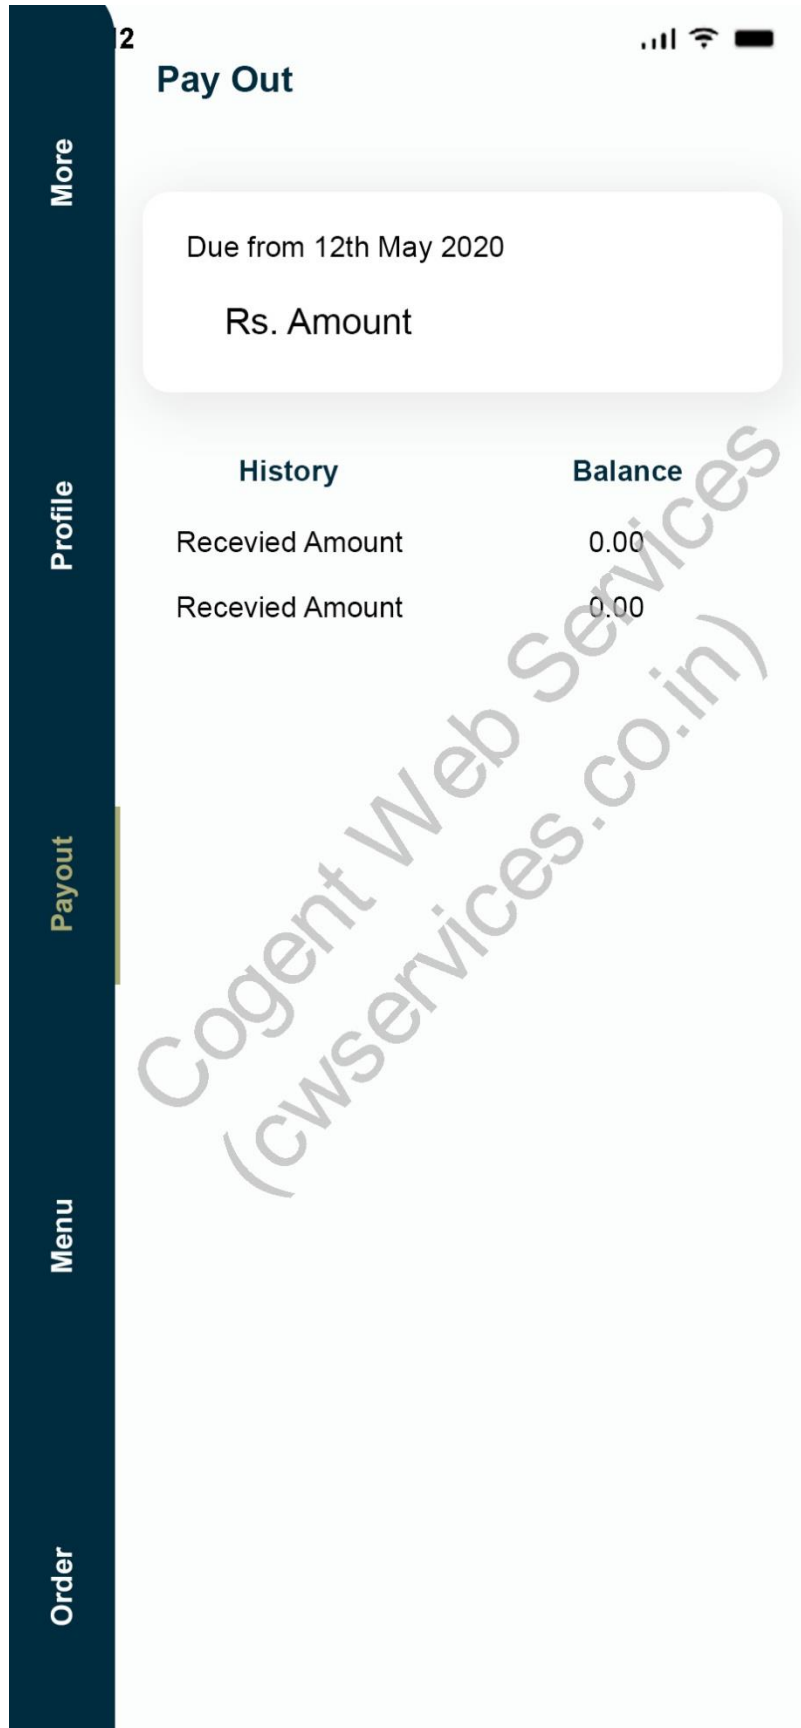 12
Pay Out
Due from 12th May 2020
Rs. Amount
History Balance
Recevied Amount 0.00
Recevied Amount 0.00
More
Profile
Payout
Menu
Order
Cogent Web Services
(cwservices.co.in)